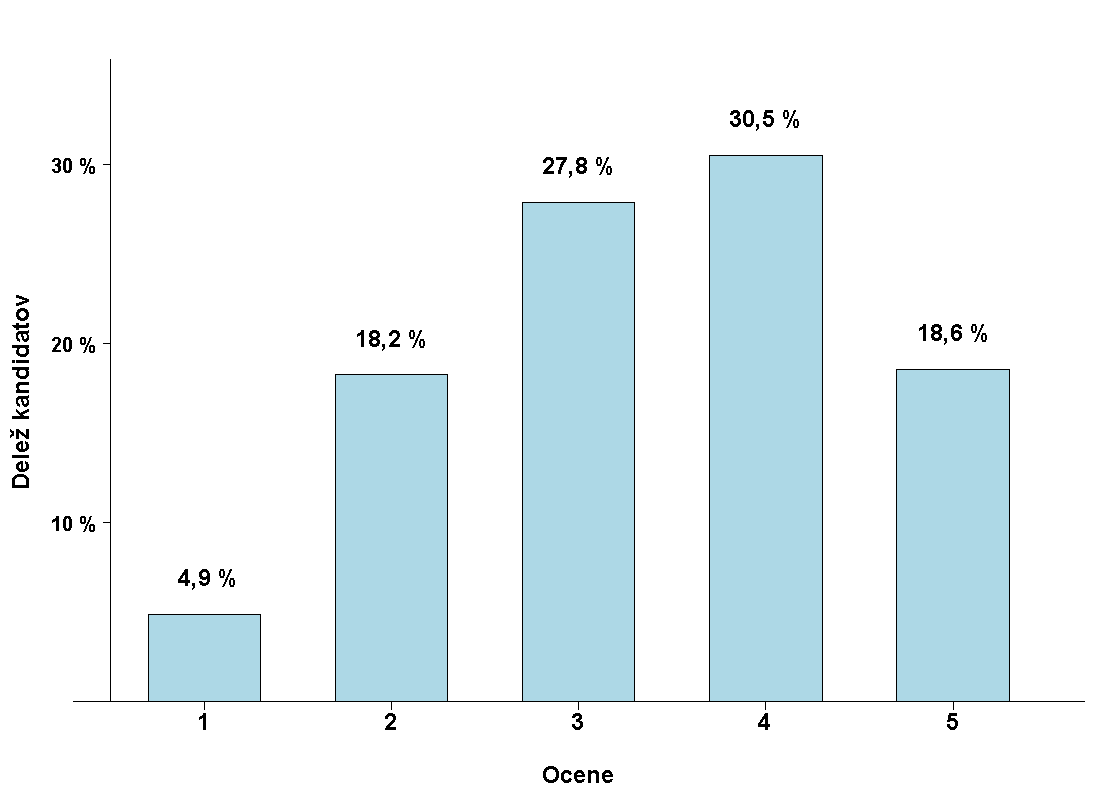 30,5 %
27,8 %
18,2 %
18,6 %
4,9 %
30 %
20 %
10 %
Delež kandidatov
1 2 3 4 5
Ocene